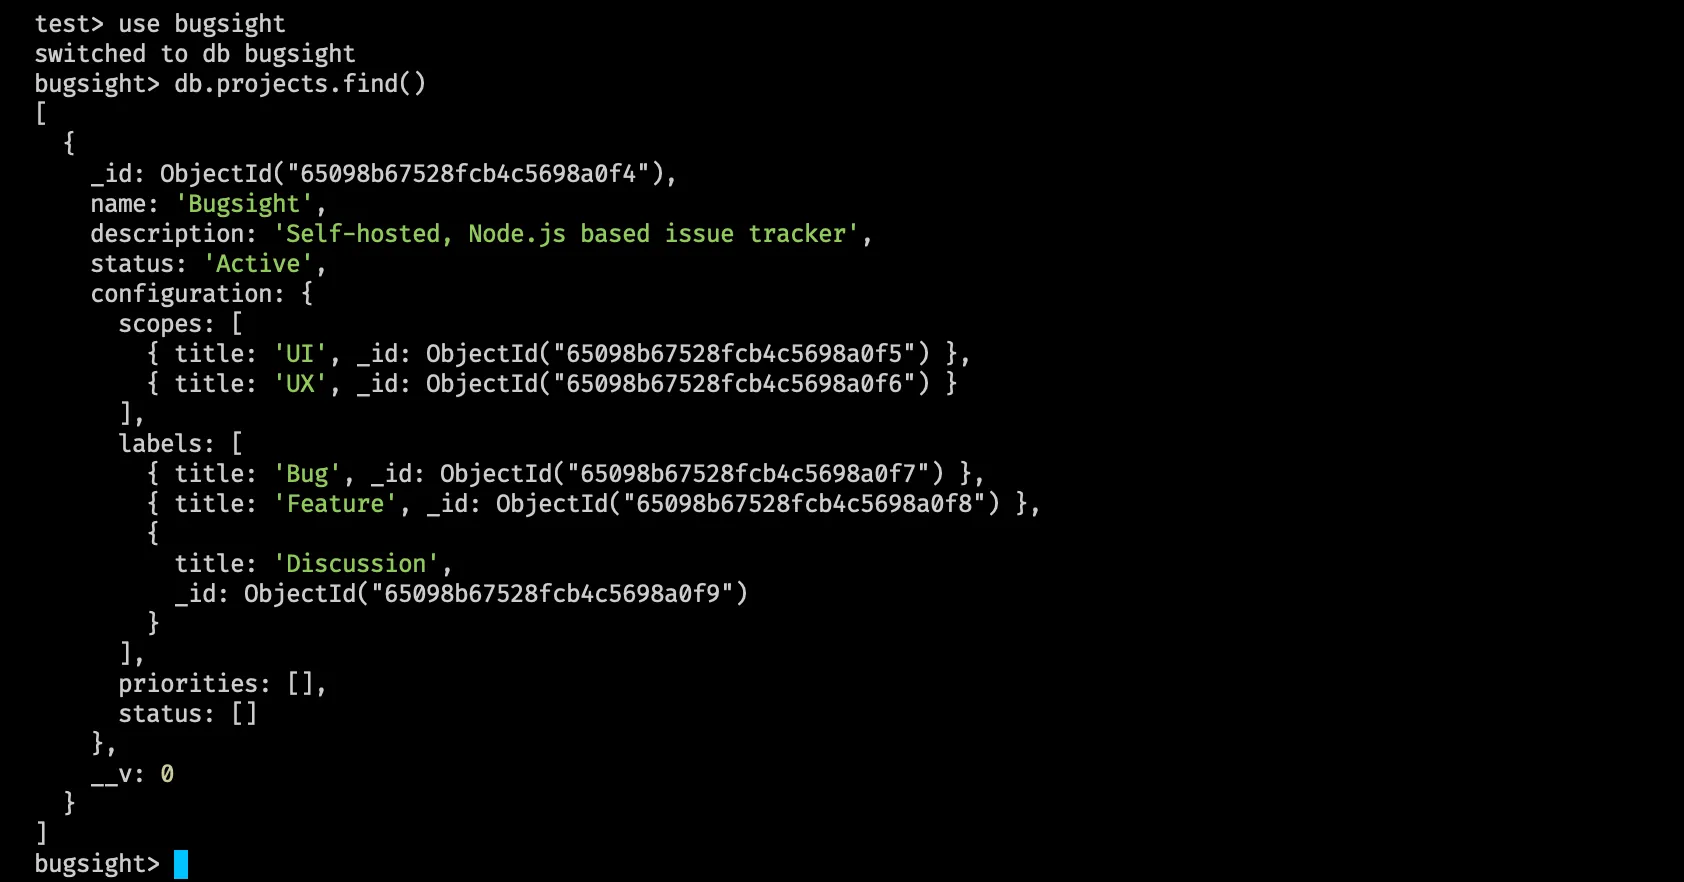 test> use bugsight
switched to db bugsight
bugsight> db.projects.find()
[
  {
    _id: ObjectId("65098b67528fcb4c5698a0f4"),
    name: 'Bugsight',
    description: 'Self-hosted, Node.js based issue tracker',
    status: 'Active',
    configuration: {
      scopes: [
        { title: 'UI', _id: ObjectId("65098b67528fcb4c5698a0f5") },
        { title: 'UX', _id: ObjectId("65098b67528fcb4c5698a0f6") }
      ],
      labels: [
        { title: 'Bug', _id: ObjectId("65098b67528fcb4c5698a0f7") },
        { title: 'Feature', _id: ObjectId("65098b67528fcb4c5698a0f8") },
        {
          title: 'Discussion',
          _id: ObjectId("65098b67528fcb4c5698a0f9")
        }
      ],
      priorities: [],
      status: []
    },
    __v: 0
  }
]
bugsight>